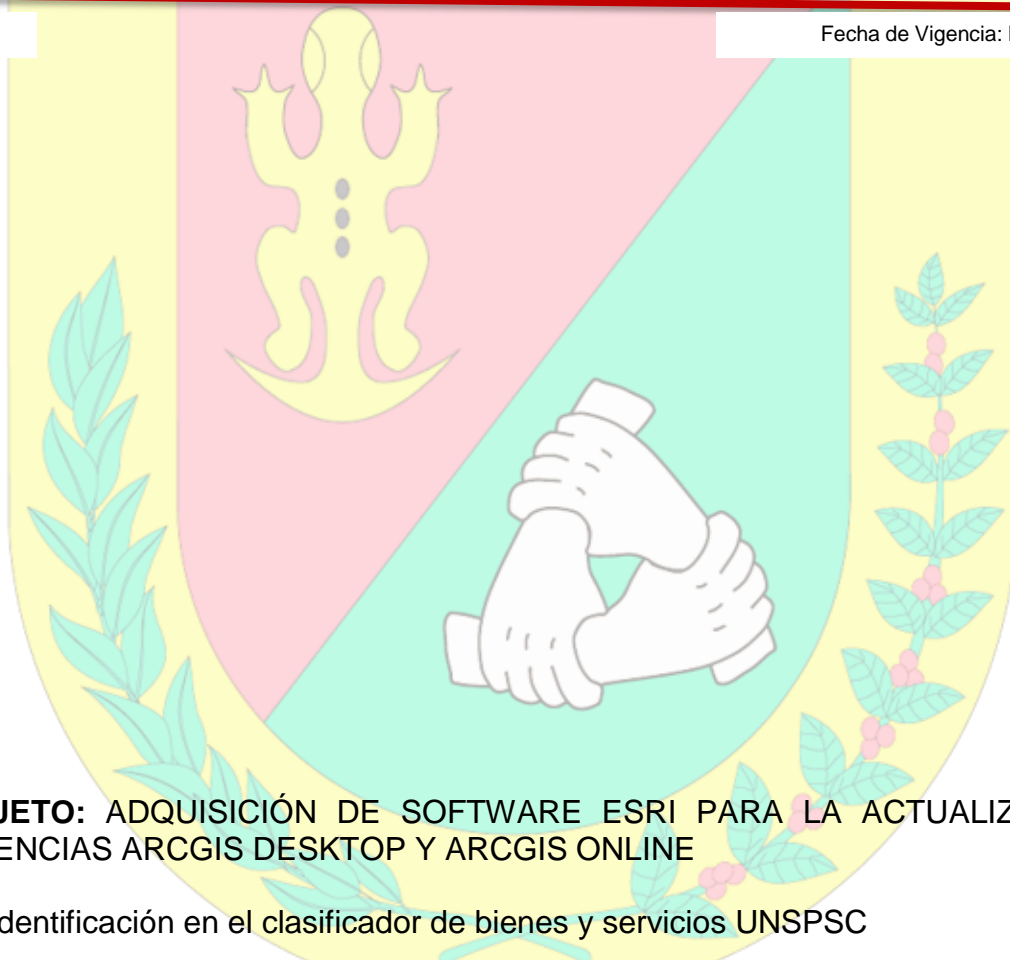 Fecha de Vigencia:
JETO: ADQUISICIÓN DE SOFTWARE ESRI PARA LA ACTUALIZ
ENCIAS ARCGIS DESKTOP Y ARCGIS ONLINE
dentificación en el clasificador de bienes y servicios UNSPSC